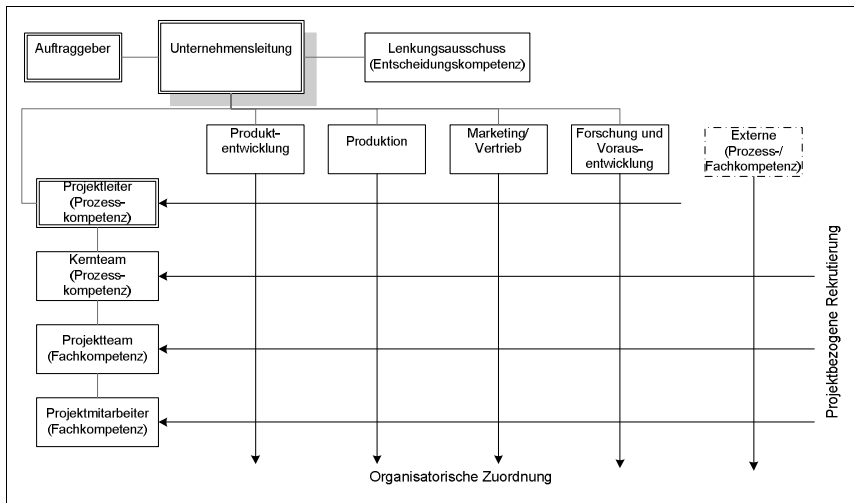 Auftraggeber
Unternehmensleitung
Lenkungsausschuss
(Entscheidungskompetenz)
Produkt-
entwicklung
Produktion
Marketing/
Vertrieb
Forschung und
Voraus-
entwicklung
Externe
(Prozess-/
Fachkompetenz)
Projektleiter
(Prozess-
kompetenz)
Kernteam
(Prozess-
kompetenz)
Projektteam
(Fachkompetenz)
Projektmitarbeiter
(Fachkompetenz)
Projektbezogene Rekrutierung
Organisatorische Zuordnung